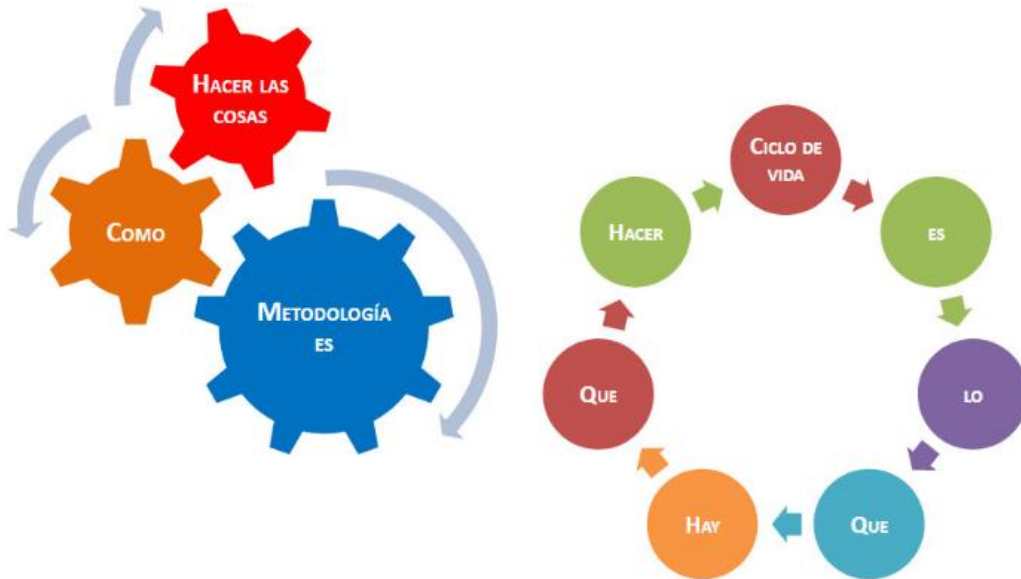 HACER LAS
COSAS
COMO
METODOLOGÍA
ES
CICLO DE
VIDA
ES
LO
QUE
HAY
QUE
HACER